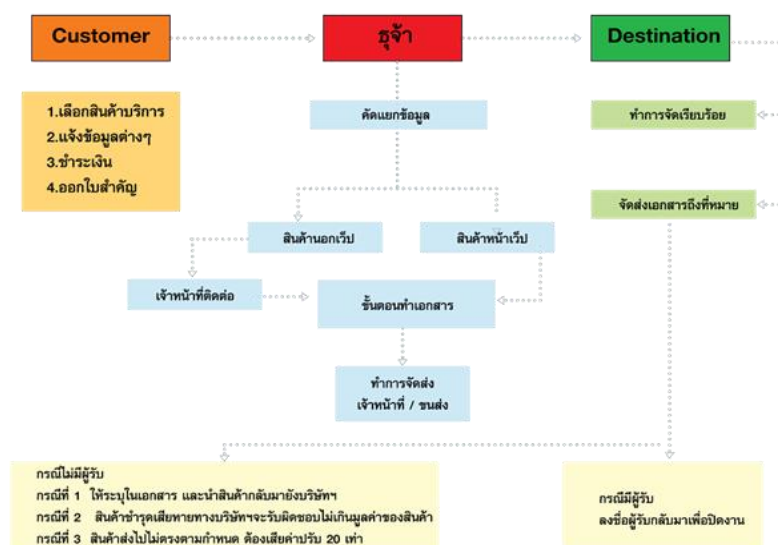 Customer
ธุจ้า
Destination
1.เลือกสินค้าบริการ
2.แจ้งข้อมูลต่างๆ
3.ชำระเงิน
4.ออกใบสำคัญ
คัดแยกข้อมูล
ทำการจัดเรียบร้อย
จัดส่งเอกสารถึงที่หมาย
สินค้านอกเว็ป
สินค้าหน้าเว็ป
เจ้าหน้าที่ติดต่อ
ขั้นตอนทำเอกสาร
ทำการจัดส่ง
เจ้าหน้าที่ / ขนส่ง
กรณีไม่มีผู้รับ
กรณีที่ 1 ให้ระบุในเอกสาร และนำสินค้ากลับมายังบริษัทฯ
กรณีที่ 2 สินค้าชำรุดเสียหายทางบริษัทฯจะรับผิดชอบไม่เกินมูลค่าของสินค้า
กรณีที่ 3 สินค้าส่งไปไม่ตรงตามกำหนด ต้องเสียค่าปรับ 20 เท่า
กรณีมีผู้รับ
ลงชื่อผู้รับกลับมาเพื่อปิดงาน